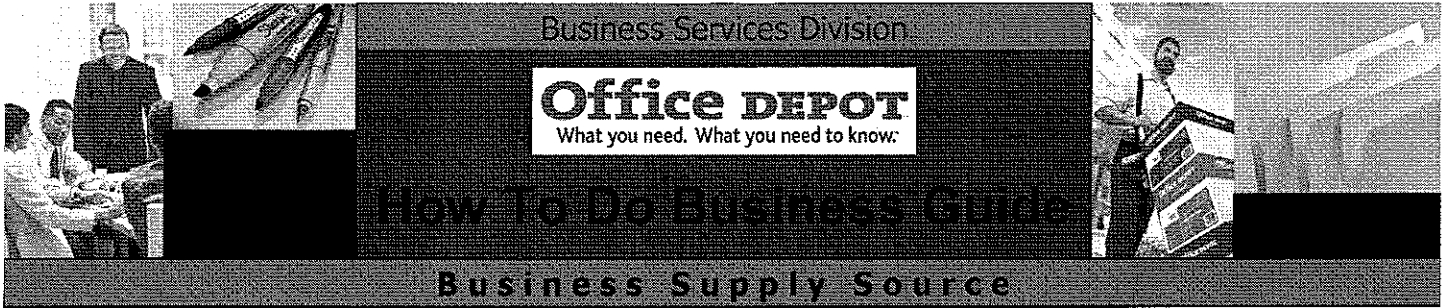 Business Services Division
Office DEPOT
What you need. What you need to know.
How To Do Business Guide
Business Supply Source